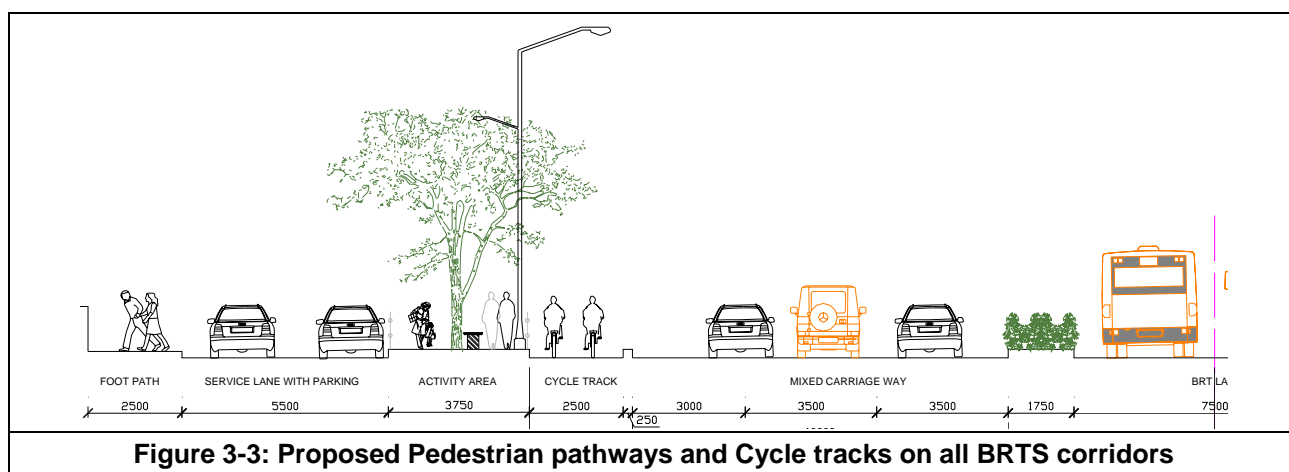 FOOT PATH SERVICE LANE WITH PARKING ACTIVITY AREA CYCLE TRACK MIXED CARRIAGE WAY BRT LA
2500 5500 3750 2500 250 3000 3500 3500 1750 7500
Figure 3-3: Proposed Pedestrian pathways and Cycle tracks on all BRTS corridors